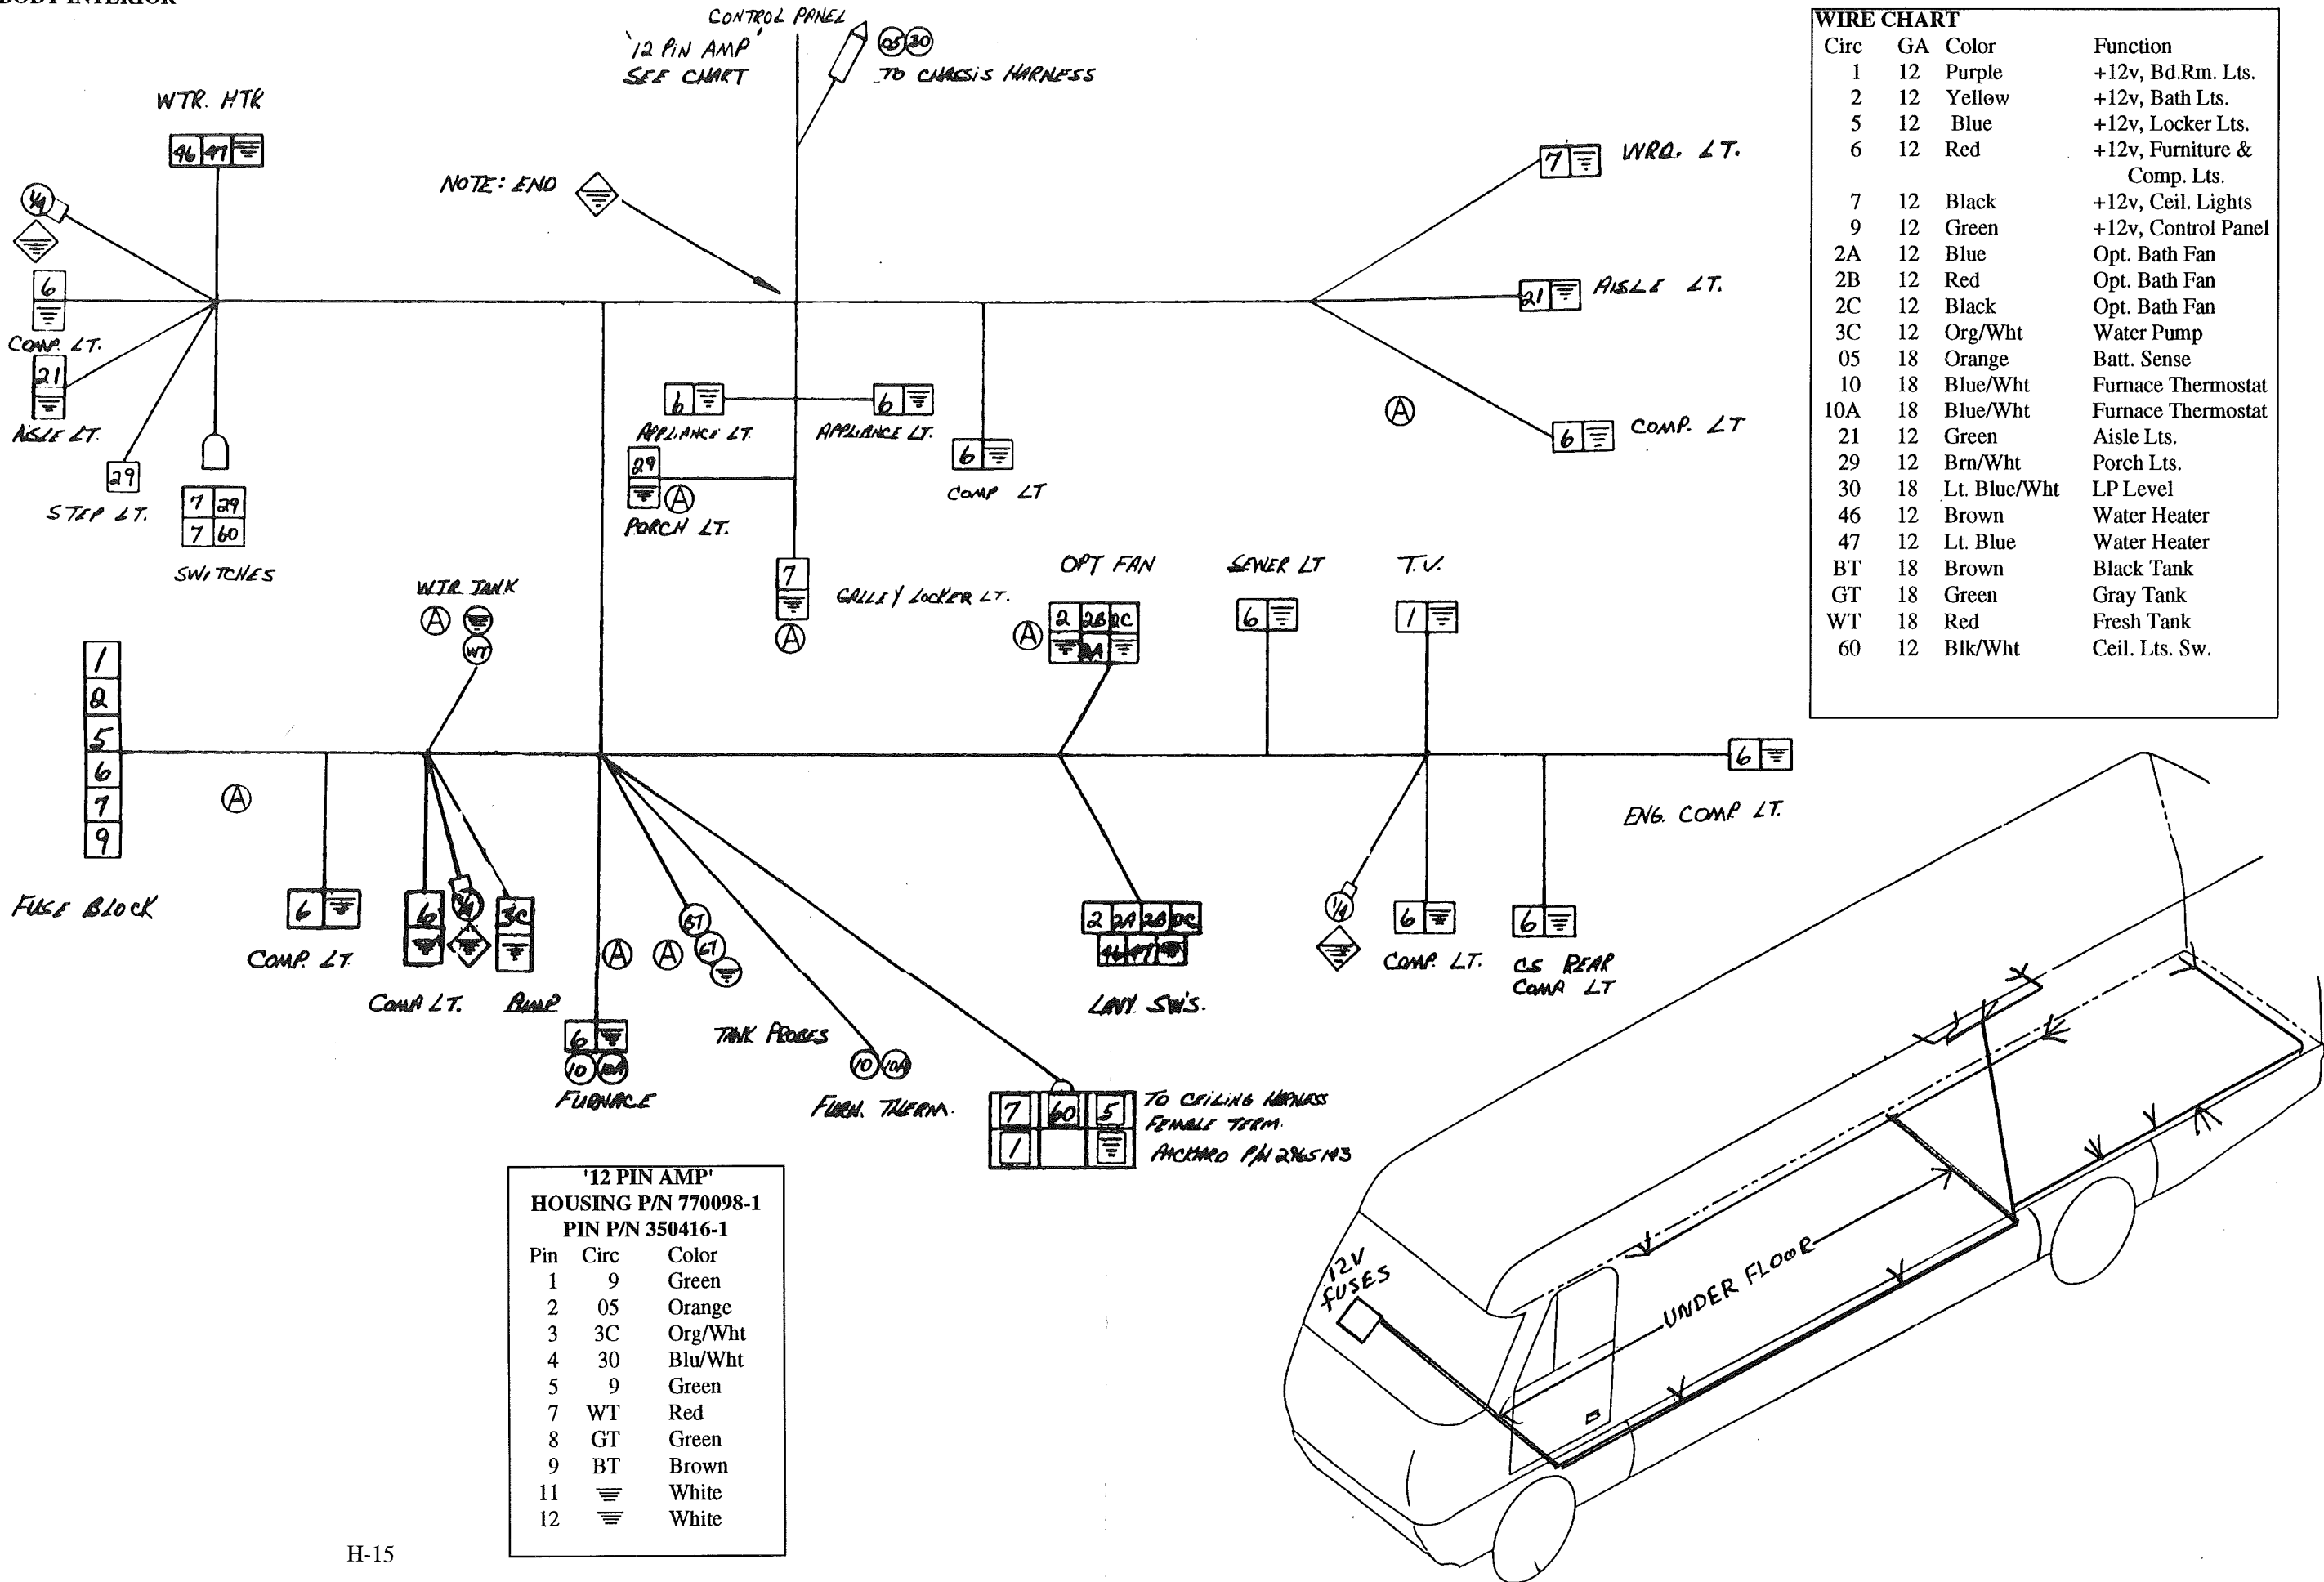 BODY INTERIOR
CONTROL PANEL
'12 PIN AMP'
SEE CHART
05 30
TO CHASSIS HARNESS
WTR. HTR
46 47
1/4
6
COMP. LT.
21
AISLE LT.
29
STEP LT.
7 29
7 60
SWITCHES
NOTE: END
7
WRD. LT.
21
AISLE LT.
A
6
COMP. LT
6
APPLIANCE LT.
6
APPLIANCE LT.
29
A
PORCH LT.
6
COMP LT
7
GALLEY LOCKER LT.
A
WTR TANK
A
WT
OPT FAN
A
2 2B 2C
2A
SEWER LT
6
T.V.
1
1
2
5
6
7
9
FUSE BLOCK
A
6
COMP. LT.
6
COMP LT.
1/4
3C
PUMP
A
6
10 10A
FURNACE
A
BT
GT
TANK PROBES
10 10A
FURN. THERM.
7 60 5
1
TO CEILING HARNESS
FEMALE TERM.
PACKARD P/N 2965143
2 2A 2B 2C
46 47
LAVY. SW'S.
1/4
6
COMP. LT.
6
CS REAR
COMP LT
6
ENG. COMP LT.
WIRE CHART
Circ GA Color Function
1 12 Purple +12v, Bd.Rm. Lts.
2 12 Yellow +12v, Bath Lts.
5 12 Blue +12v, Locker Lts.
6 12 Red +12v, Furniture &
Comp. Lts.
7 12 Black +12v, Ceil. Lights
9 12 Green +12v, Control Panel
2A 12 Blue Opt. Bath Fan
2B 12 Red Opt. Bath Fan
2C 12 Black Opt. Bath Fan
3C 12 Org/Wht Water Pump
05 18 Orange Batt. Sense
10 18 Blue/Wht Furnace Thermostat
10A 18 Blue/Wht Furnace Thermostat
21 12 Green Aisle Lts.
29 12 Brn/Wht Porch Lts.
30 18 Lt. Blue/Wht LP Level
46 12 Brown Water Heater
47 12 Lt. Blue Water Heater
BT 18 Brown Black Tank
GT 18 Green Gray Tank
WT 18 Red Fresh Tank
60 12 Blk/Wht Ceil. Lts. Sw.
'12 PIN AMP'
HOUSING P/N 770098-1
PIN P/N 350416-1
Pin Circ Color
1 9 Green
2 05 Orange
3 3C Org/Wht
4 30 Blu/Wht
5 9 Green
7 WT Red
8 GT Green
9 BT Brown
11 White
12 White
12V
FUSES
UNDER FLOOR
H-15